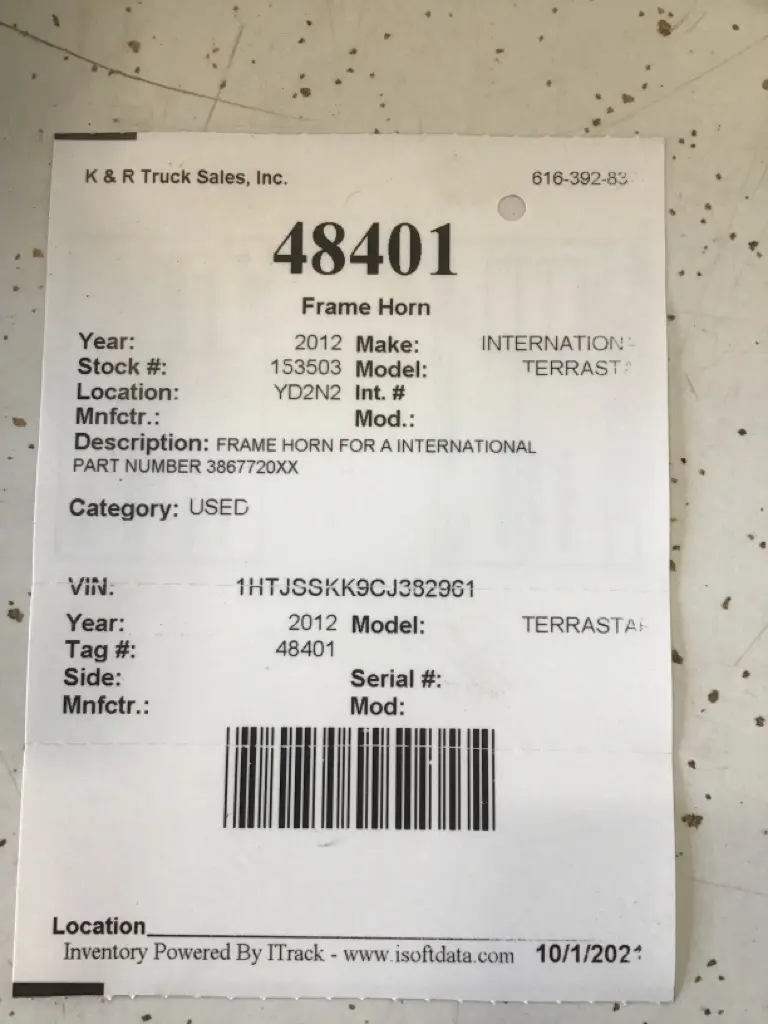 K & R Truck Sales, Inc. 616-392-83
48401
Frame Horn
Year: 2012 Make: INTERNATION
Stock #: 153503 Model: TERRAST
Location: YD2N2 Int. #
Mnfctr.: Mod.:
Description: FRAME HORN FOR A INTERNATIONAL
PART NUMBER 3867720XX
Category: USED
VIN: 1HTJSSKK9CJ382961
Year: 2012 Model: TERRASTA
Tag #: 48401
Side: Serial #:
Mnfctr.: Mod:
Location
Inventory Powered By ITrack - www.isoftdata.com 10/1/202